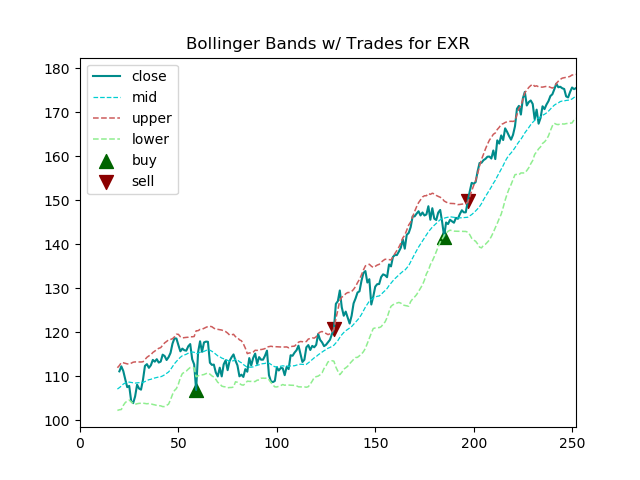 Bollinger Bands w/ Trades for EXR
close
mid
upper
lower
buy
sell
180
170
160
150
140
130
120
110
100
0 50 100 150 200 250